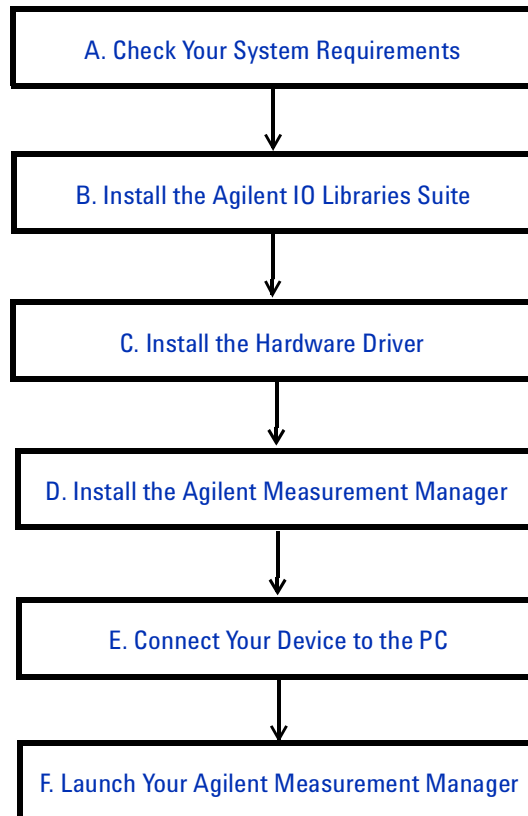 A. Check Your System Requirements
B. Install the Agilent IO Libraries Suite
C. Install the Hardware Driver
D. Install the Agilent Measurement Manager
E. Connect Your Device to the PC
F. Launch Your Agilent Measurement Manager